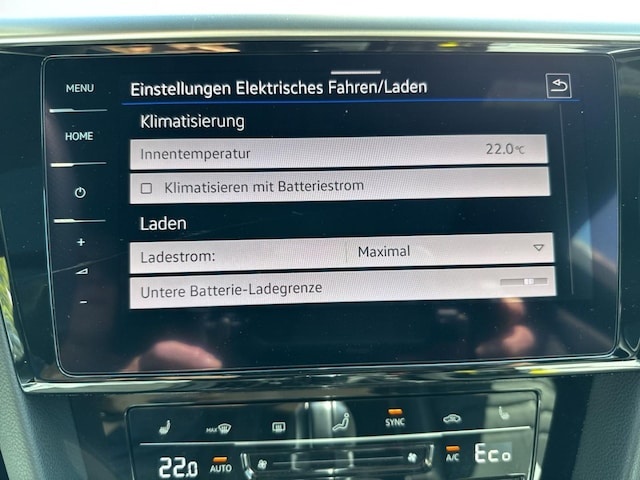 MENU
Einstellungen Elektrisches Fahren/Laden
Klimatisierung
HOME
Innentemperatur 22.0°C
Klimatisieren mit Batteriestrom
Laden
+
Ladestrom: Maximal
Untere Batterie-Ladegrenze
-
MAX SYNC
22.0 AUTO A/C Eco